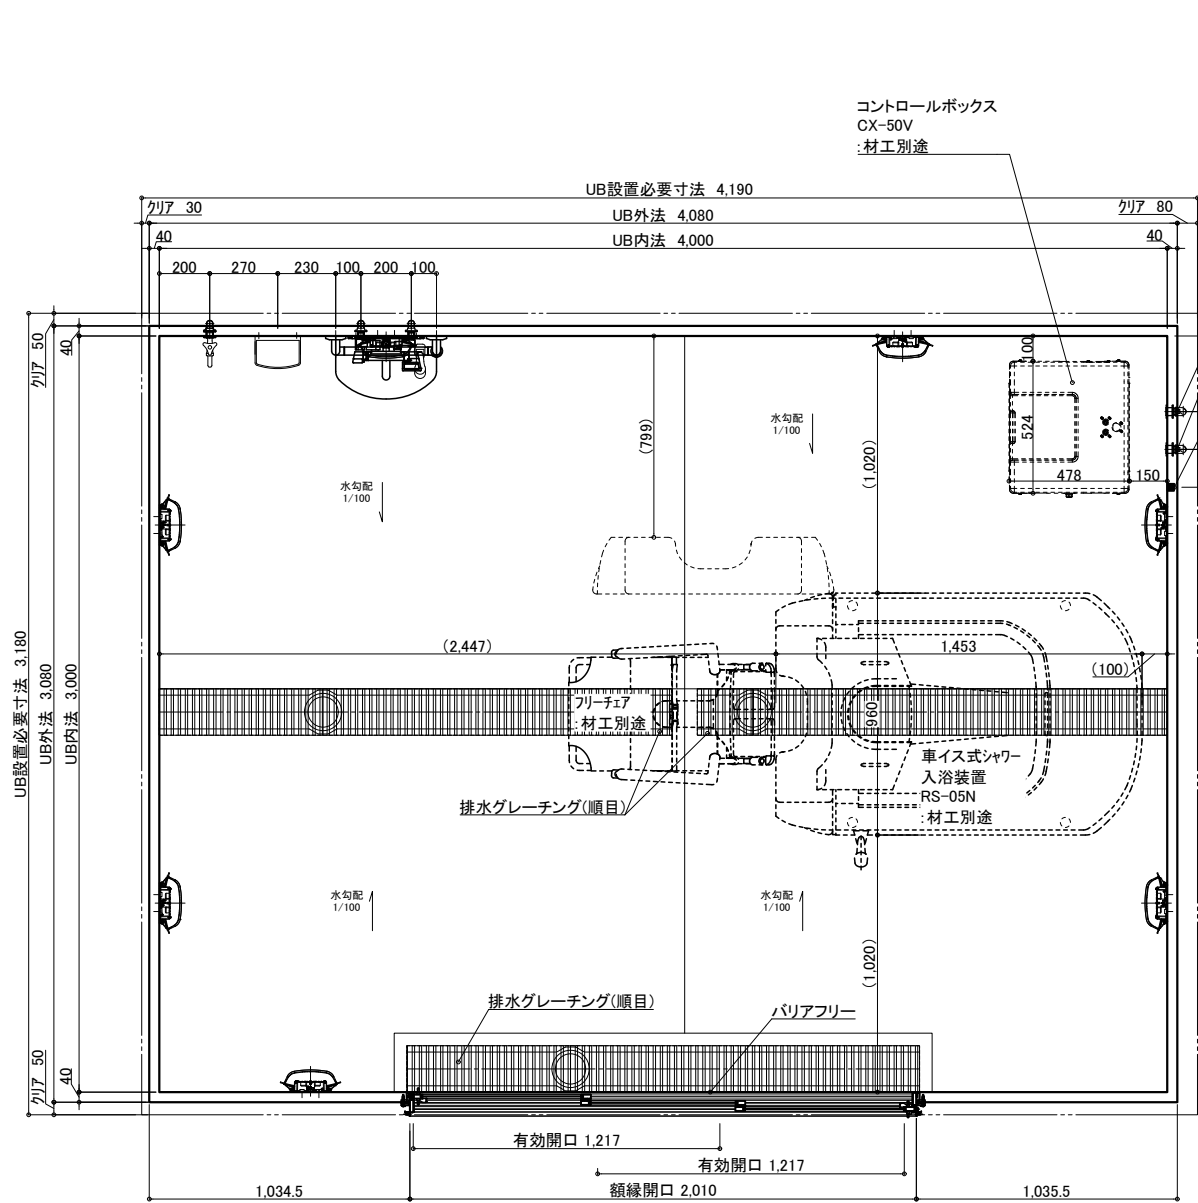 コントロールボックス
CX-50V
:材工別途
UB設置必要寸法 4,190
クリア 30
UB外法 4,080
クリア 80
40
UB内法 4,000
40
200
270
230
100
200
100
クリア 50
40
100
水勾配
1/100
(799)
(1,020)
524
478
150
水勾配
1/100
UB設置必要寸法 3,180
UB外法 3,080
UB内法 3,000
(2,447)
1,453
(100)
フリーチェア
:材工別途
960
車イス式シャワー
入浴装置
RS-05N
:材工別途
排水グレーチング(順目)
水勾配
1/100
水勾配
1/100
(1,020)
排水グレーチング(順目)
バリアフリー
クリア 50
40
有効開口 1,217
有効開口 1,217
1,034.5
額縁開口 2,010
1,035.5